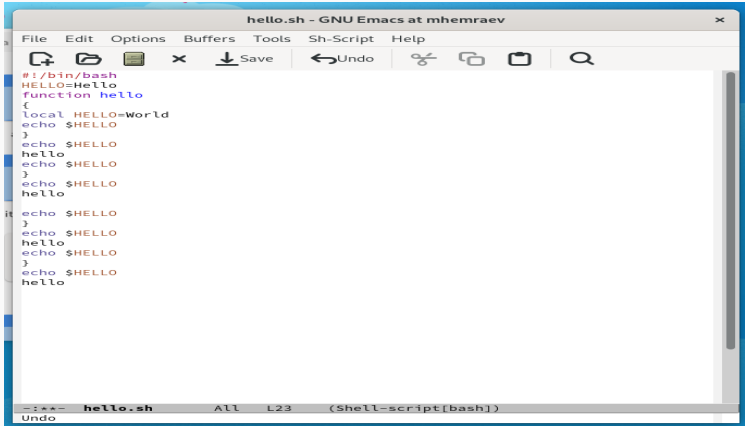 hello.sh - GNU Emacs at mhemraev
File Edit Options Buffers Tools Sh-Script Help
Save Undo
#!/bin/bash
HELLO=Hello
function hello
{
local HELLO=World
echo $HELLO
}
echo $HELLO
hello
echo $HELLO
}
echo $HELLO
hello

echo $HELLO
}
echo $HELLO
hello
echo $HELLO
}
echo $HELLO
hello
-:**- hello.sh All L23 (Shell-script[bash])
Undo